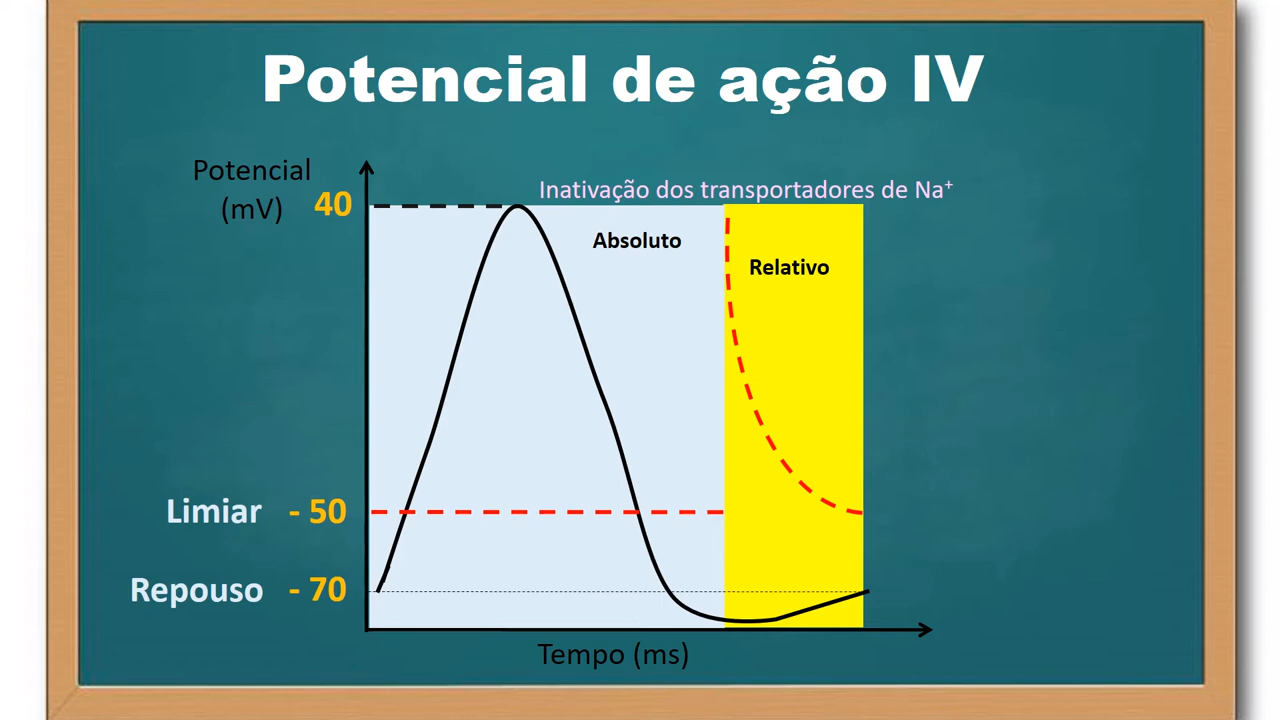 Potencial de ação IV
Potencial
(mV)
40
Inativação dos transportadores de Na⁺
Absoluto
Relativo
Limiar - 50
Repouso - 70
Tempo (ms)